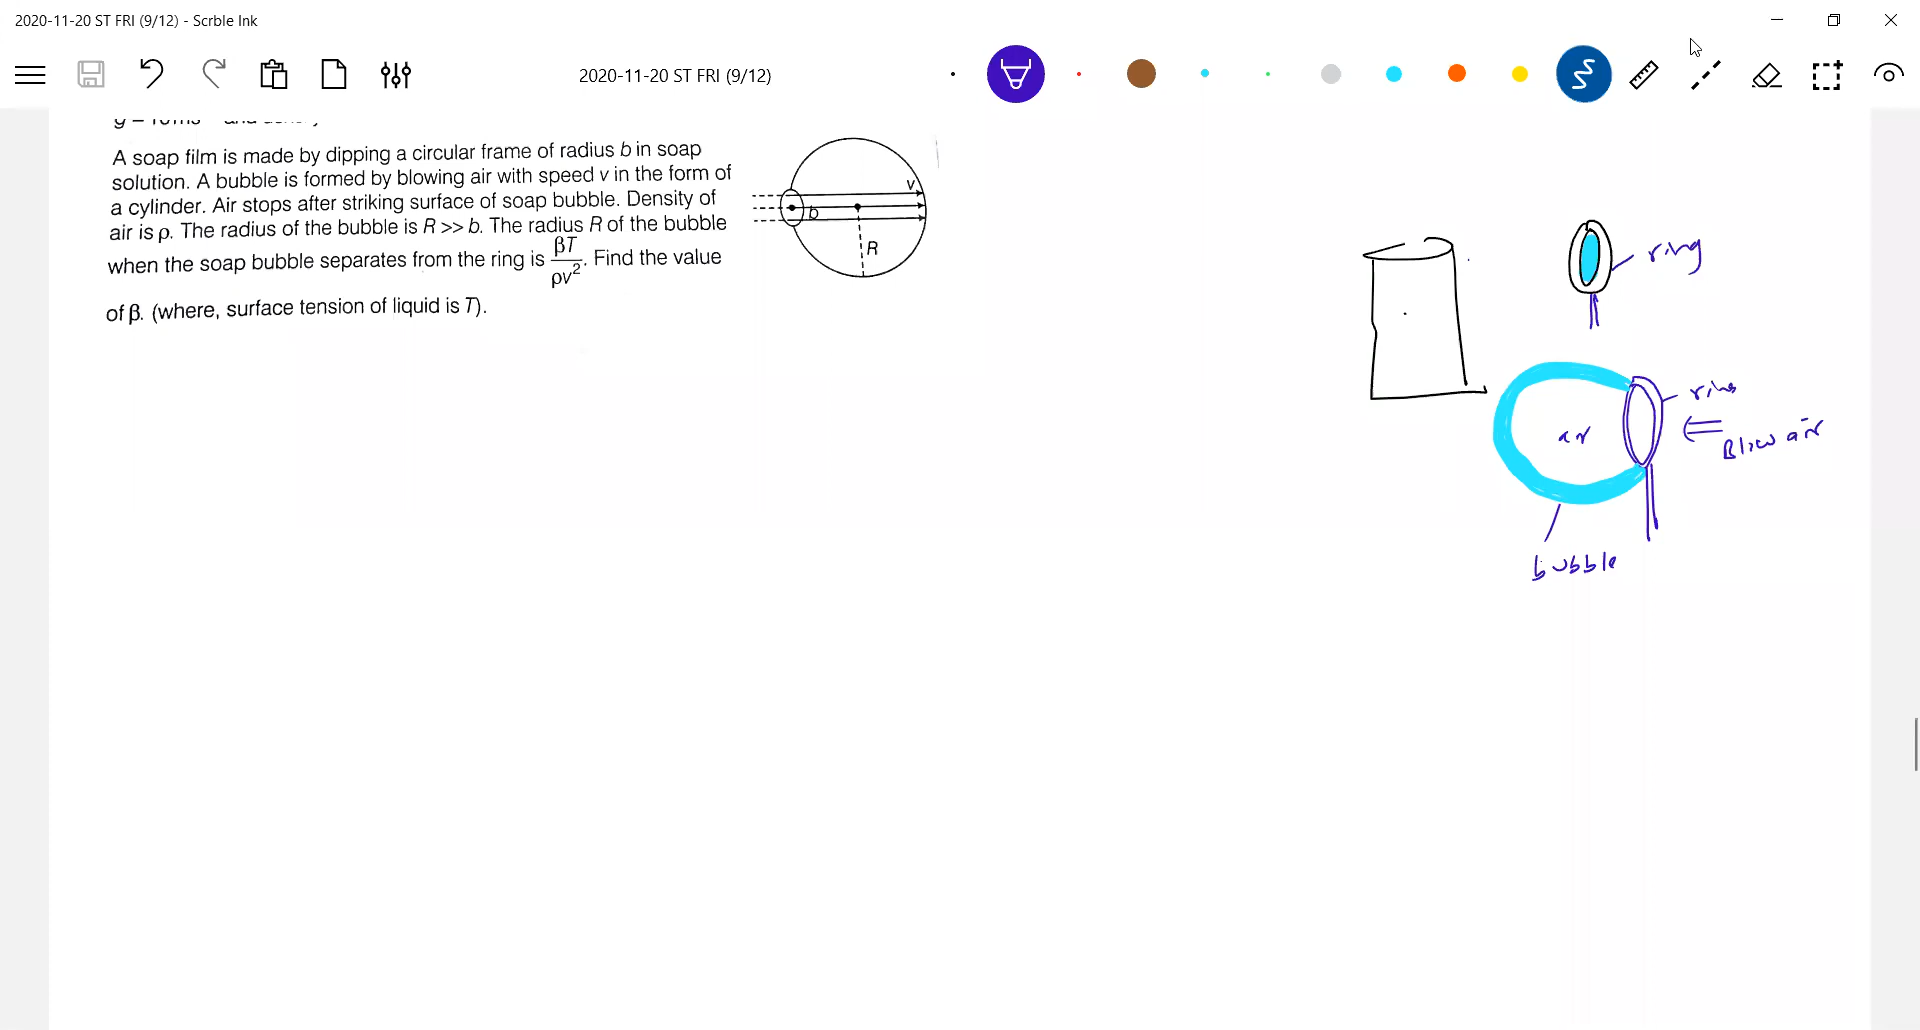 2020-11-20 ST FRI (9/12) - Scrble Ink
2020-11-20 ST FRI (9/12)
A soap film is made by dipping a circular frame of radius b in soap
solution. A bubble is formed by blowing air with speed v in the form of
a cylinder. Air stops after striking surface of soap bubble. Density of
air is ρ. The radius of the bubble is R >> b. The radius R of the bubble
when the soap bubble separates from the ring is βT/ρv². Find the value
of β. (where, surface tension of liquid is T).
v
b
R
ring
ring
air
Blow air
bubble